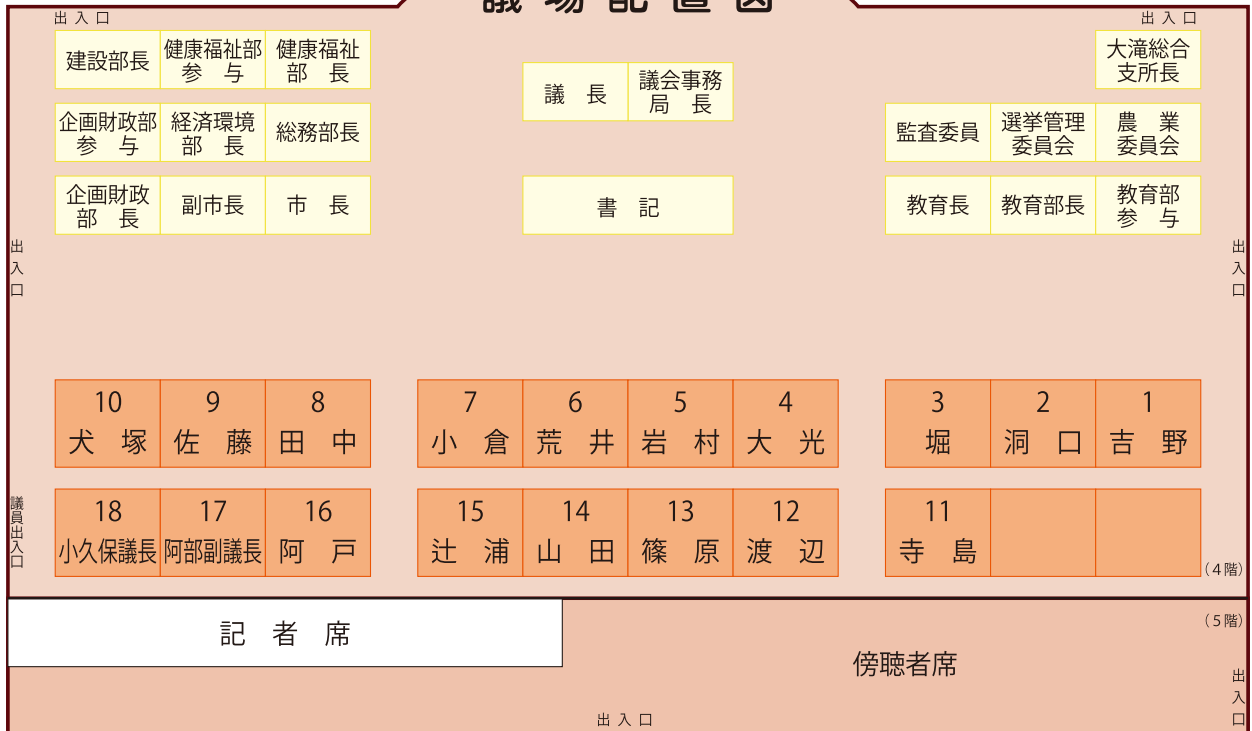 議場配置図
出入口
出入口
建設部長
健康福祉部
参　与
健康福祉
部　長
議　長
議会事務
局　長
大滝総合
支所長
企画財政部
参　与
経済環境
部　長
総務部長
監査委員
選挙管理
委員会
農　業
委員会
企画財政
部　長
副市長
市　長
書　記
教育長
教育部長
教育部
参　与
出入口
出入口
10
犬　塚
9
佐　藤
8
田　中
7
小　倉
6
荒　井
5
岩　村
4
大　光
3
堀
2
洞　口
1
吉　野
議員出入口
18
小久保議長
17
阿部副議長
16
阿　戸
15
辻　浦
14
山　田
13
篠　原
12
渡　辺
11
寺　島
（4階）
記　者　席
（5階）
傍聴者席
出入口
出入口